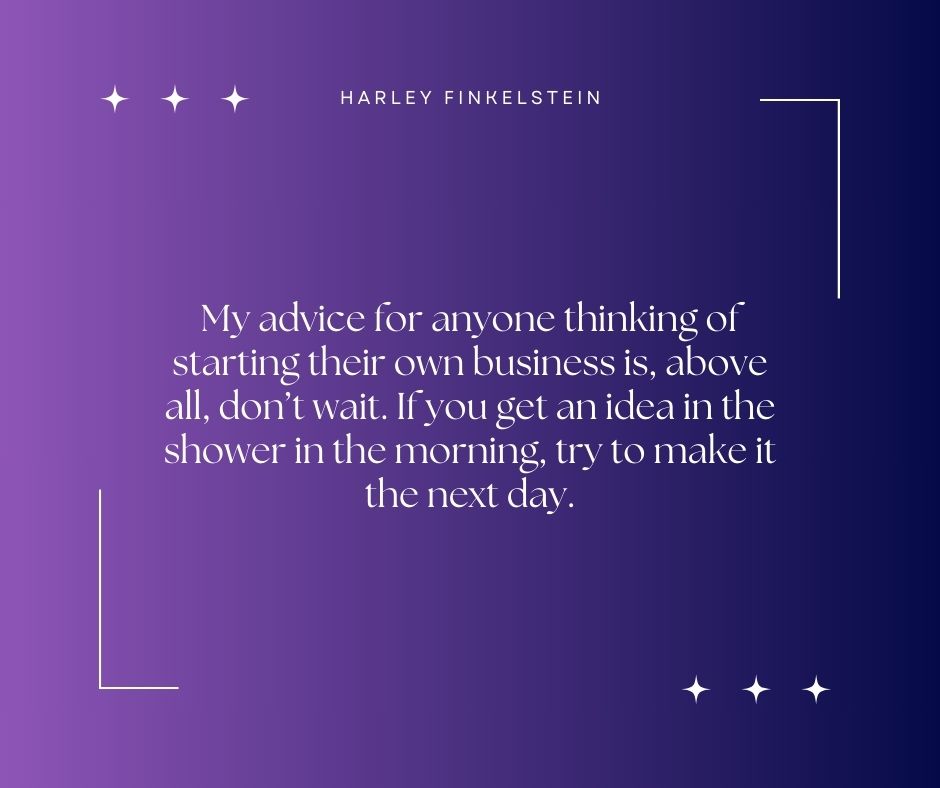 HARLEY FINKELSTEIN
My advice for anyone thinking of
starting their own business is, above
all, don’t wait. If you get an idea in the
shower in the morning, try to make it
the next day.